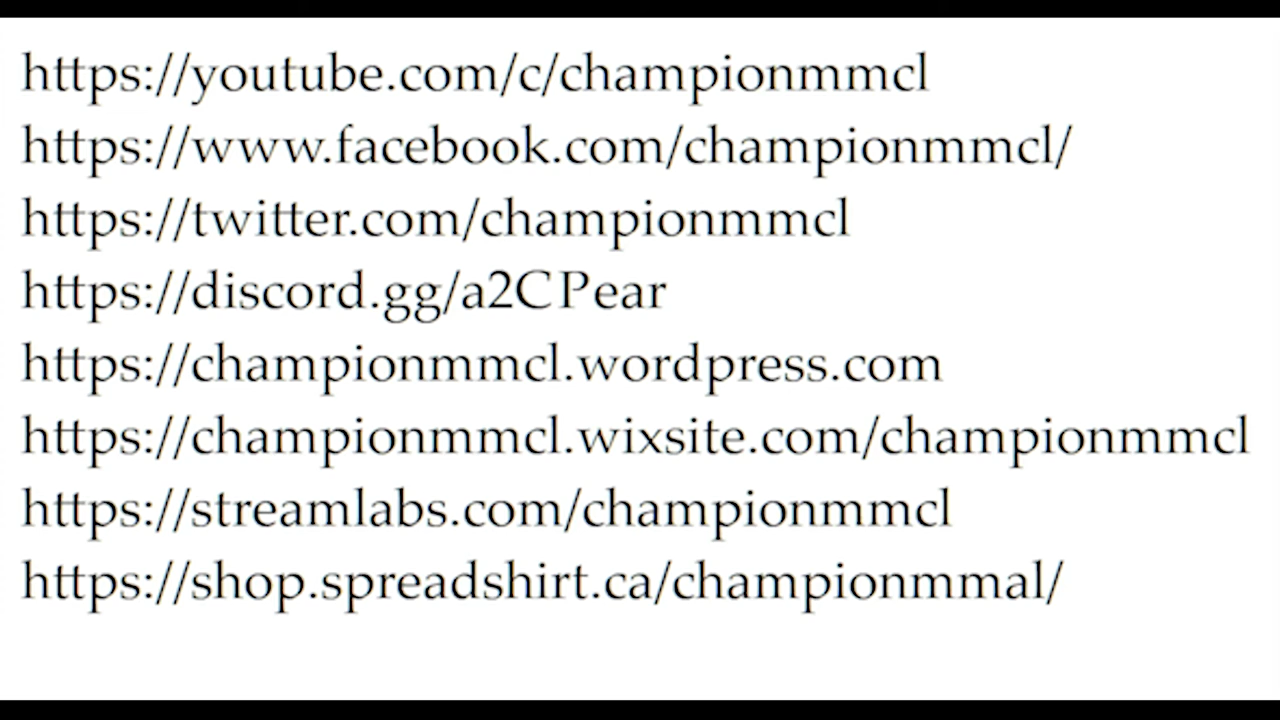 https://youtube.com/c/championmmcl
https://www.facebook.com/championmmcl/
https://twitter.com/championmmcl
https://discord.gg/a2CPear
https://championmmcl.wordpress.com
https://championmmcl.wixsite.com/championmmcl
https://streamlabs.com/championmmcl
https://shop.spreadshirt.ca/championmmal/